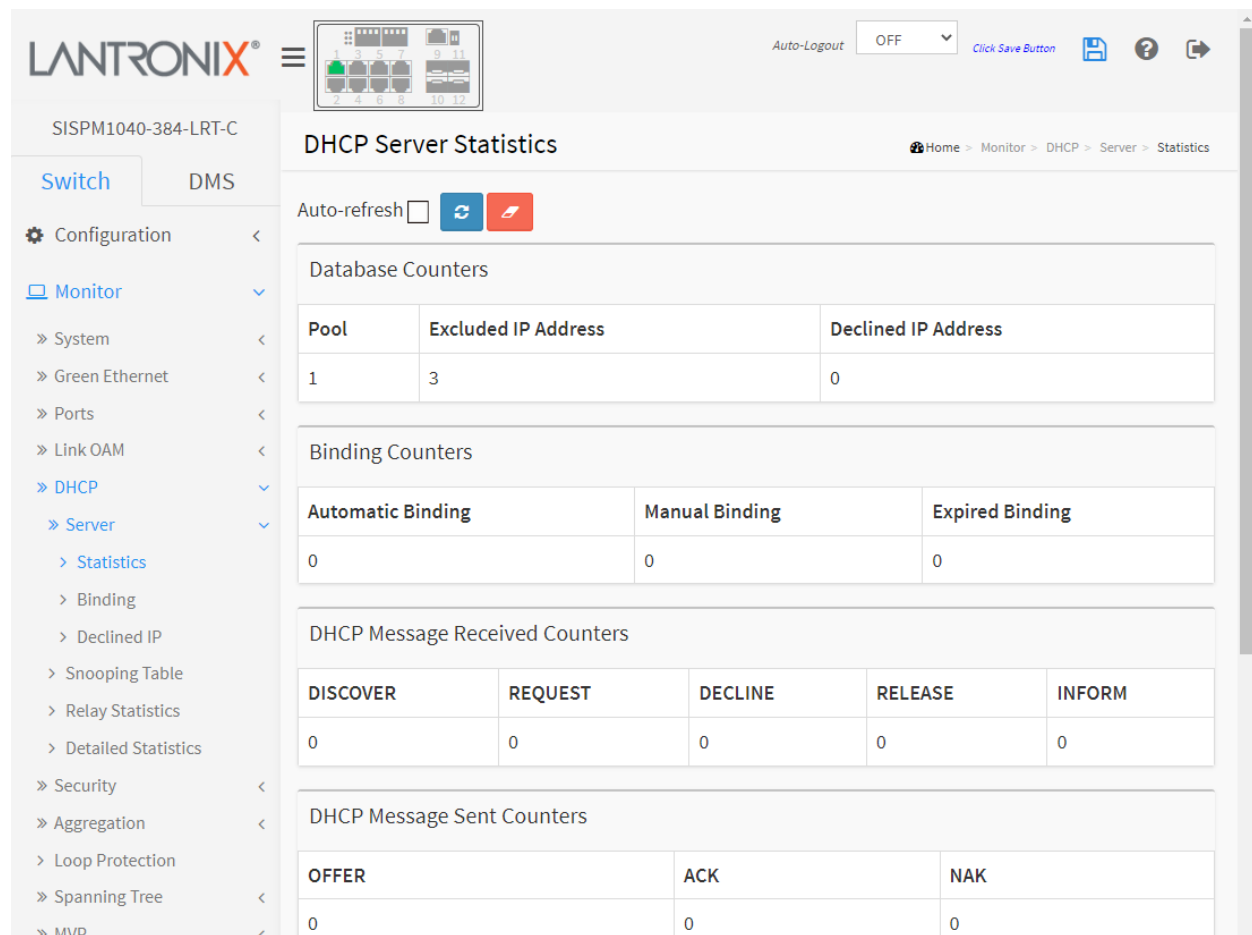 LANTRONIX®
1 3 5 7 9 11
2 4 6 8 10 12
Auto-Logout OFF Click Save Button
SISPM1040-384-LRT-C
Switch DMS
Configuration
Monitor
System
Green Ethernet
Ports
Link OAM
DHCP
Server
Statistics
Binding
Declined IP
Snooping Table
Relay Statistics
Detailed Statistics
Security
Aggregation
Loop Protection
Spanning Tree
DHCP Server Statistics
Home > Monitor > DHCP > Server > Statistics
Auto-refresh
Database Counters
Pool Excluded IP Address Declined IP Address
1 3 0
Binding Counters
Automatic Binding Manual Binding Expired Binding
0 0 0
DHCP Message Received Counters
DISCOVER REQUEST DECLINE RELEASE INFORM
0 0 0 0 0
DHCP Message Sent Counters
OFFER ACK NAK
0 0 0